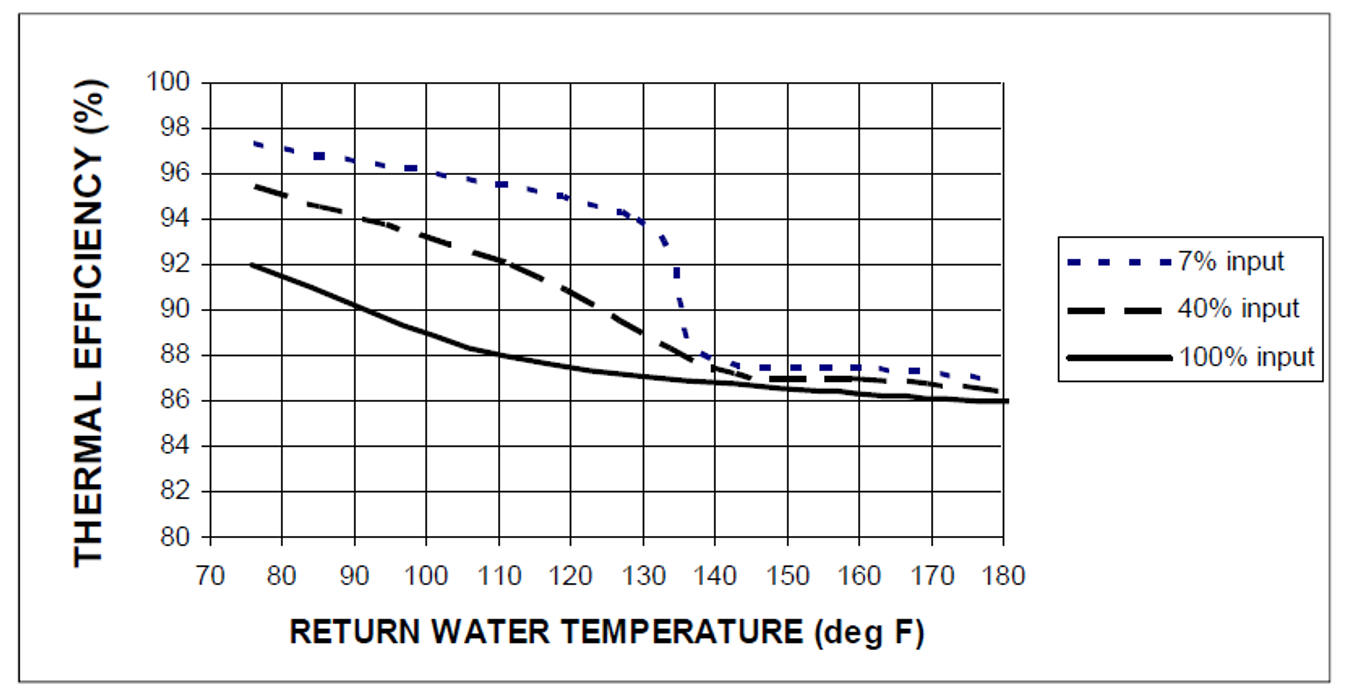 THERMAL EFFICIENCY (%)
100
98
96
94
92
90
88
86
84
82
80
70 80 90 100 110 120 130 140 150 160 170 180
RETURN WATER TEMPERATURE (deg F)
7% input
40% input
100% input